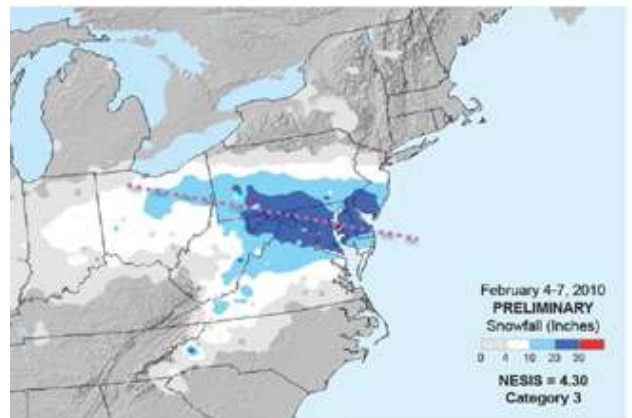 February 4-7, 2010
PRELIMINARY
Snowfall (Inches)
0 4 10 20 30
NESIS = 4.30
Category 3